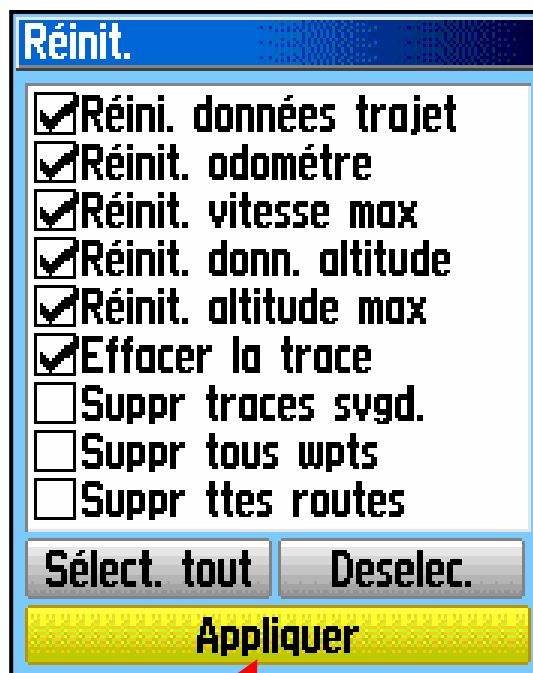 Réinit.
Réini. données trajet
Réinit. odométre
Réinit. vitesse max
Réinit. donn. altitude
Réinit. altitude max
Effacer la trace
Suppr traces svgd.
Suppr tous wpts
Suppr ttes routes
Sélect. tout Deselec.
Appliquer